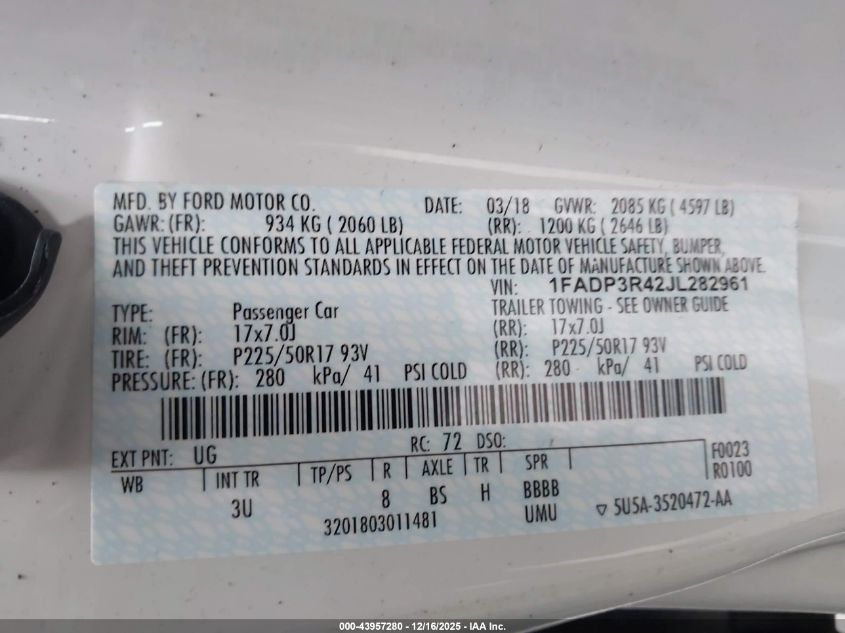 MFD. BY FORD MOTOR CO. DATE: 03/18 GVWR: 2085 KG ( 4597 LB)
GAWR: (FR): 934 KG ( 2060 LB) (RR): 1200 KG ( 2646 LB)
THIS VEHICLE CONFORMS TO ALL APPLICABLE FEDERAL MOTOR VEHICLE SAFETY, BUMPER,
AND THEFT PREVENTION STANDARDS IN EFFECT ON THE DATE OF MANUFACTURE SHOWN ABOVE.
VIN: 1FADP3R42JL282961
TYPE: Passenger Car TRAILER TOWING - SEE OWNER GUIDE
RIM: (FR): 17x7.0J (RR): 17x7.0J
TIRE: (FR): P225/50R17 93V (RR): P225/50R17 93V
PRESSURE: (FR): 280 kPa/ 41 PSI COLD (RR): 280 kPa/ 41 PSI COLD
EXT PNT: UG RC: 72 DSO: F0023
WB INT TR TP/PS R AXLE TR SPR R0100
3U 8 BS H BBBB
3201803011481 UMU ▽ 5U5A-3520472-AA
000-43957280 - 12/16/2025 - IAA Inc.